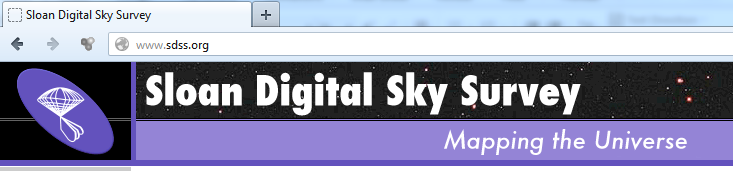 Sloan Digital Sky Survey
www.sdss.org
Sloan Digital Sky Survey
Mapping the Universe